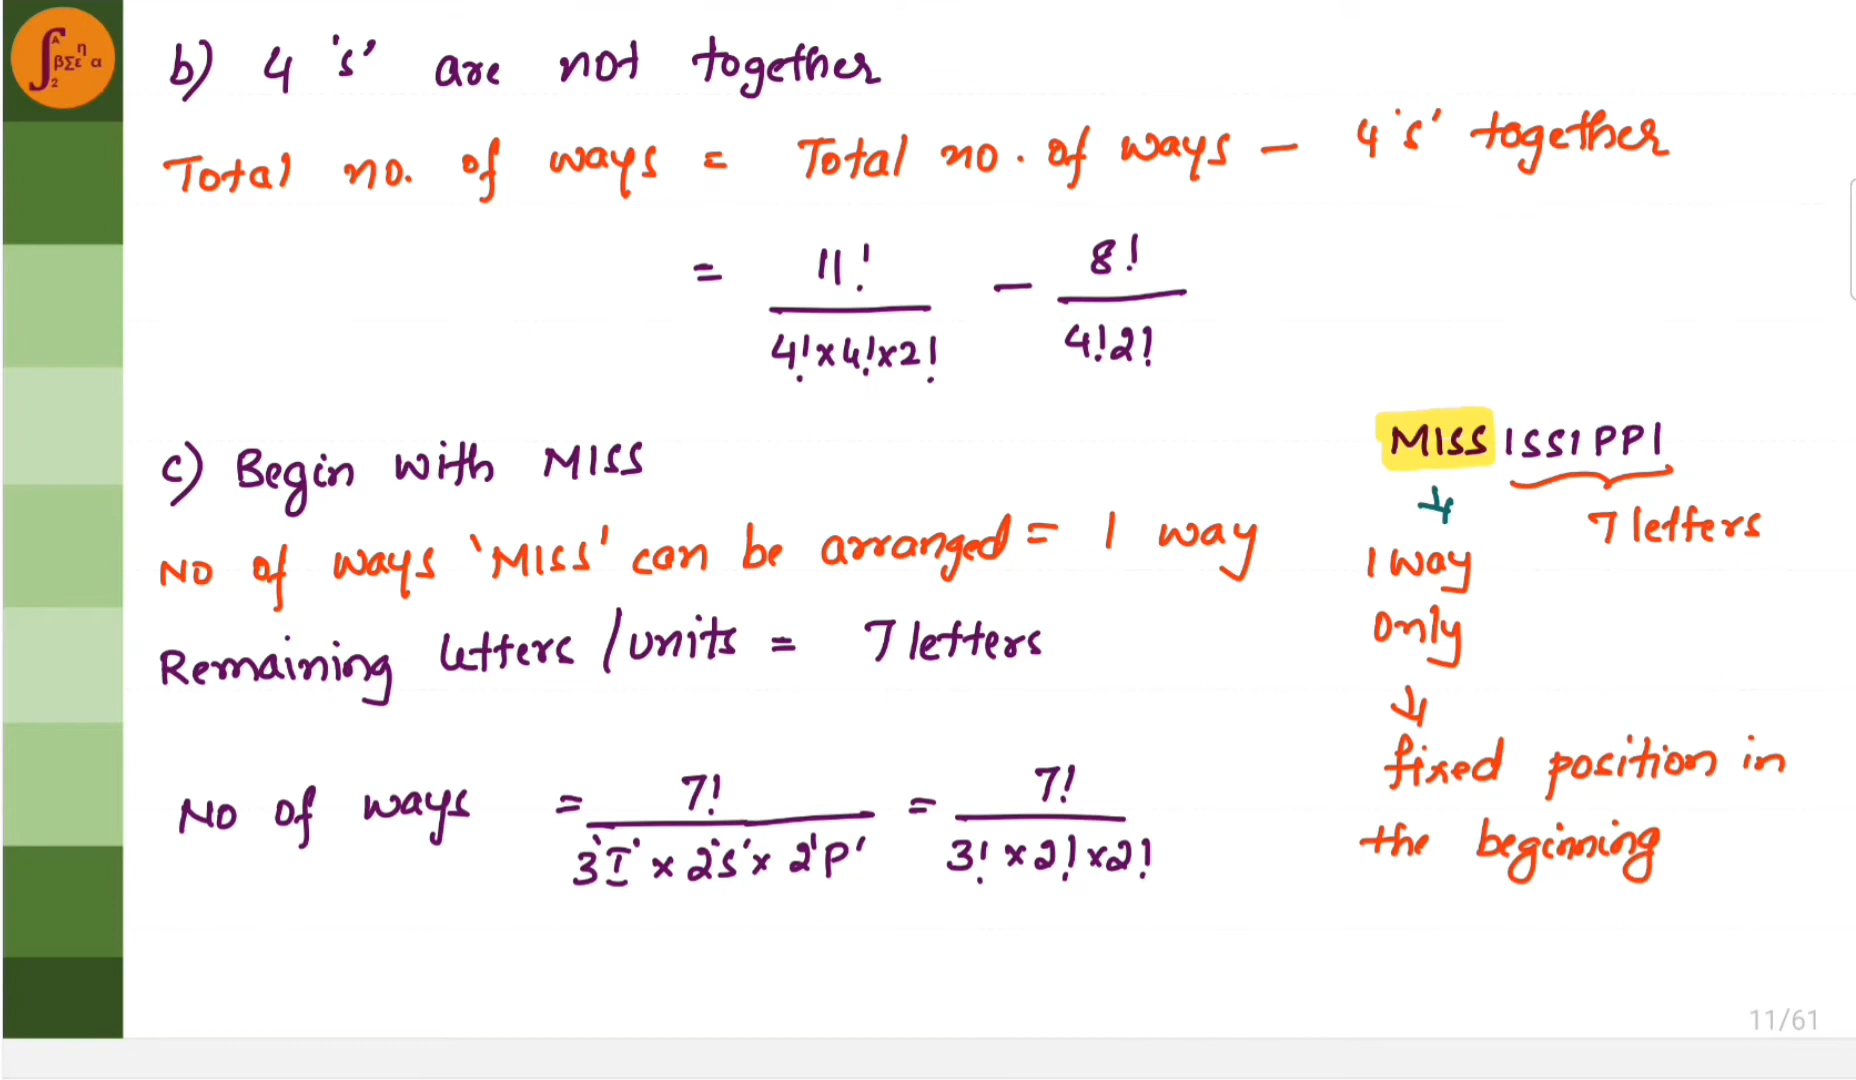 b) 4 's' are not together
Total no. of ways = Total no. of ways - 4 's' together
= 11! / 4! x 4! x 2! - 8! / 4! 2!
c) Begin with MISS
MISS ISSIPPI
7 letters
No of ways 'MISS' can be arranged = 1 way
1 way
only
Remaining letters / units = 7 letters
fixed position in
the beginning
No of ways = 7! / 3 'I' x 2 's' x 2 'p' = 7! / 3! x 2! x 2!
11/61